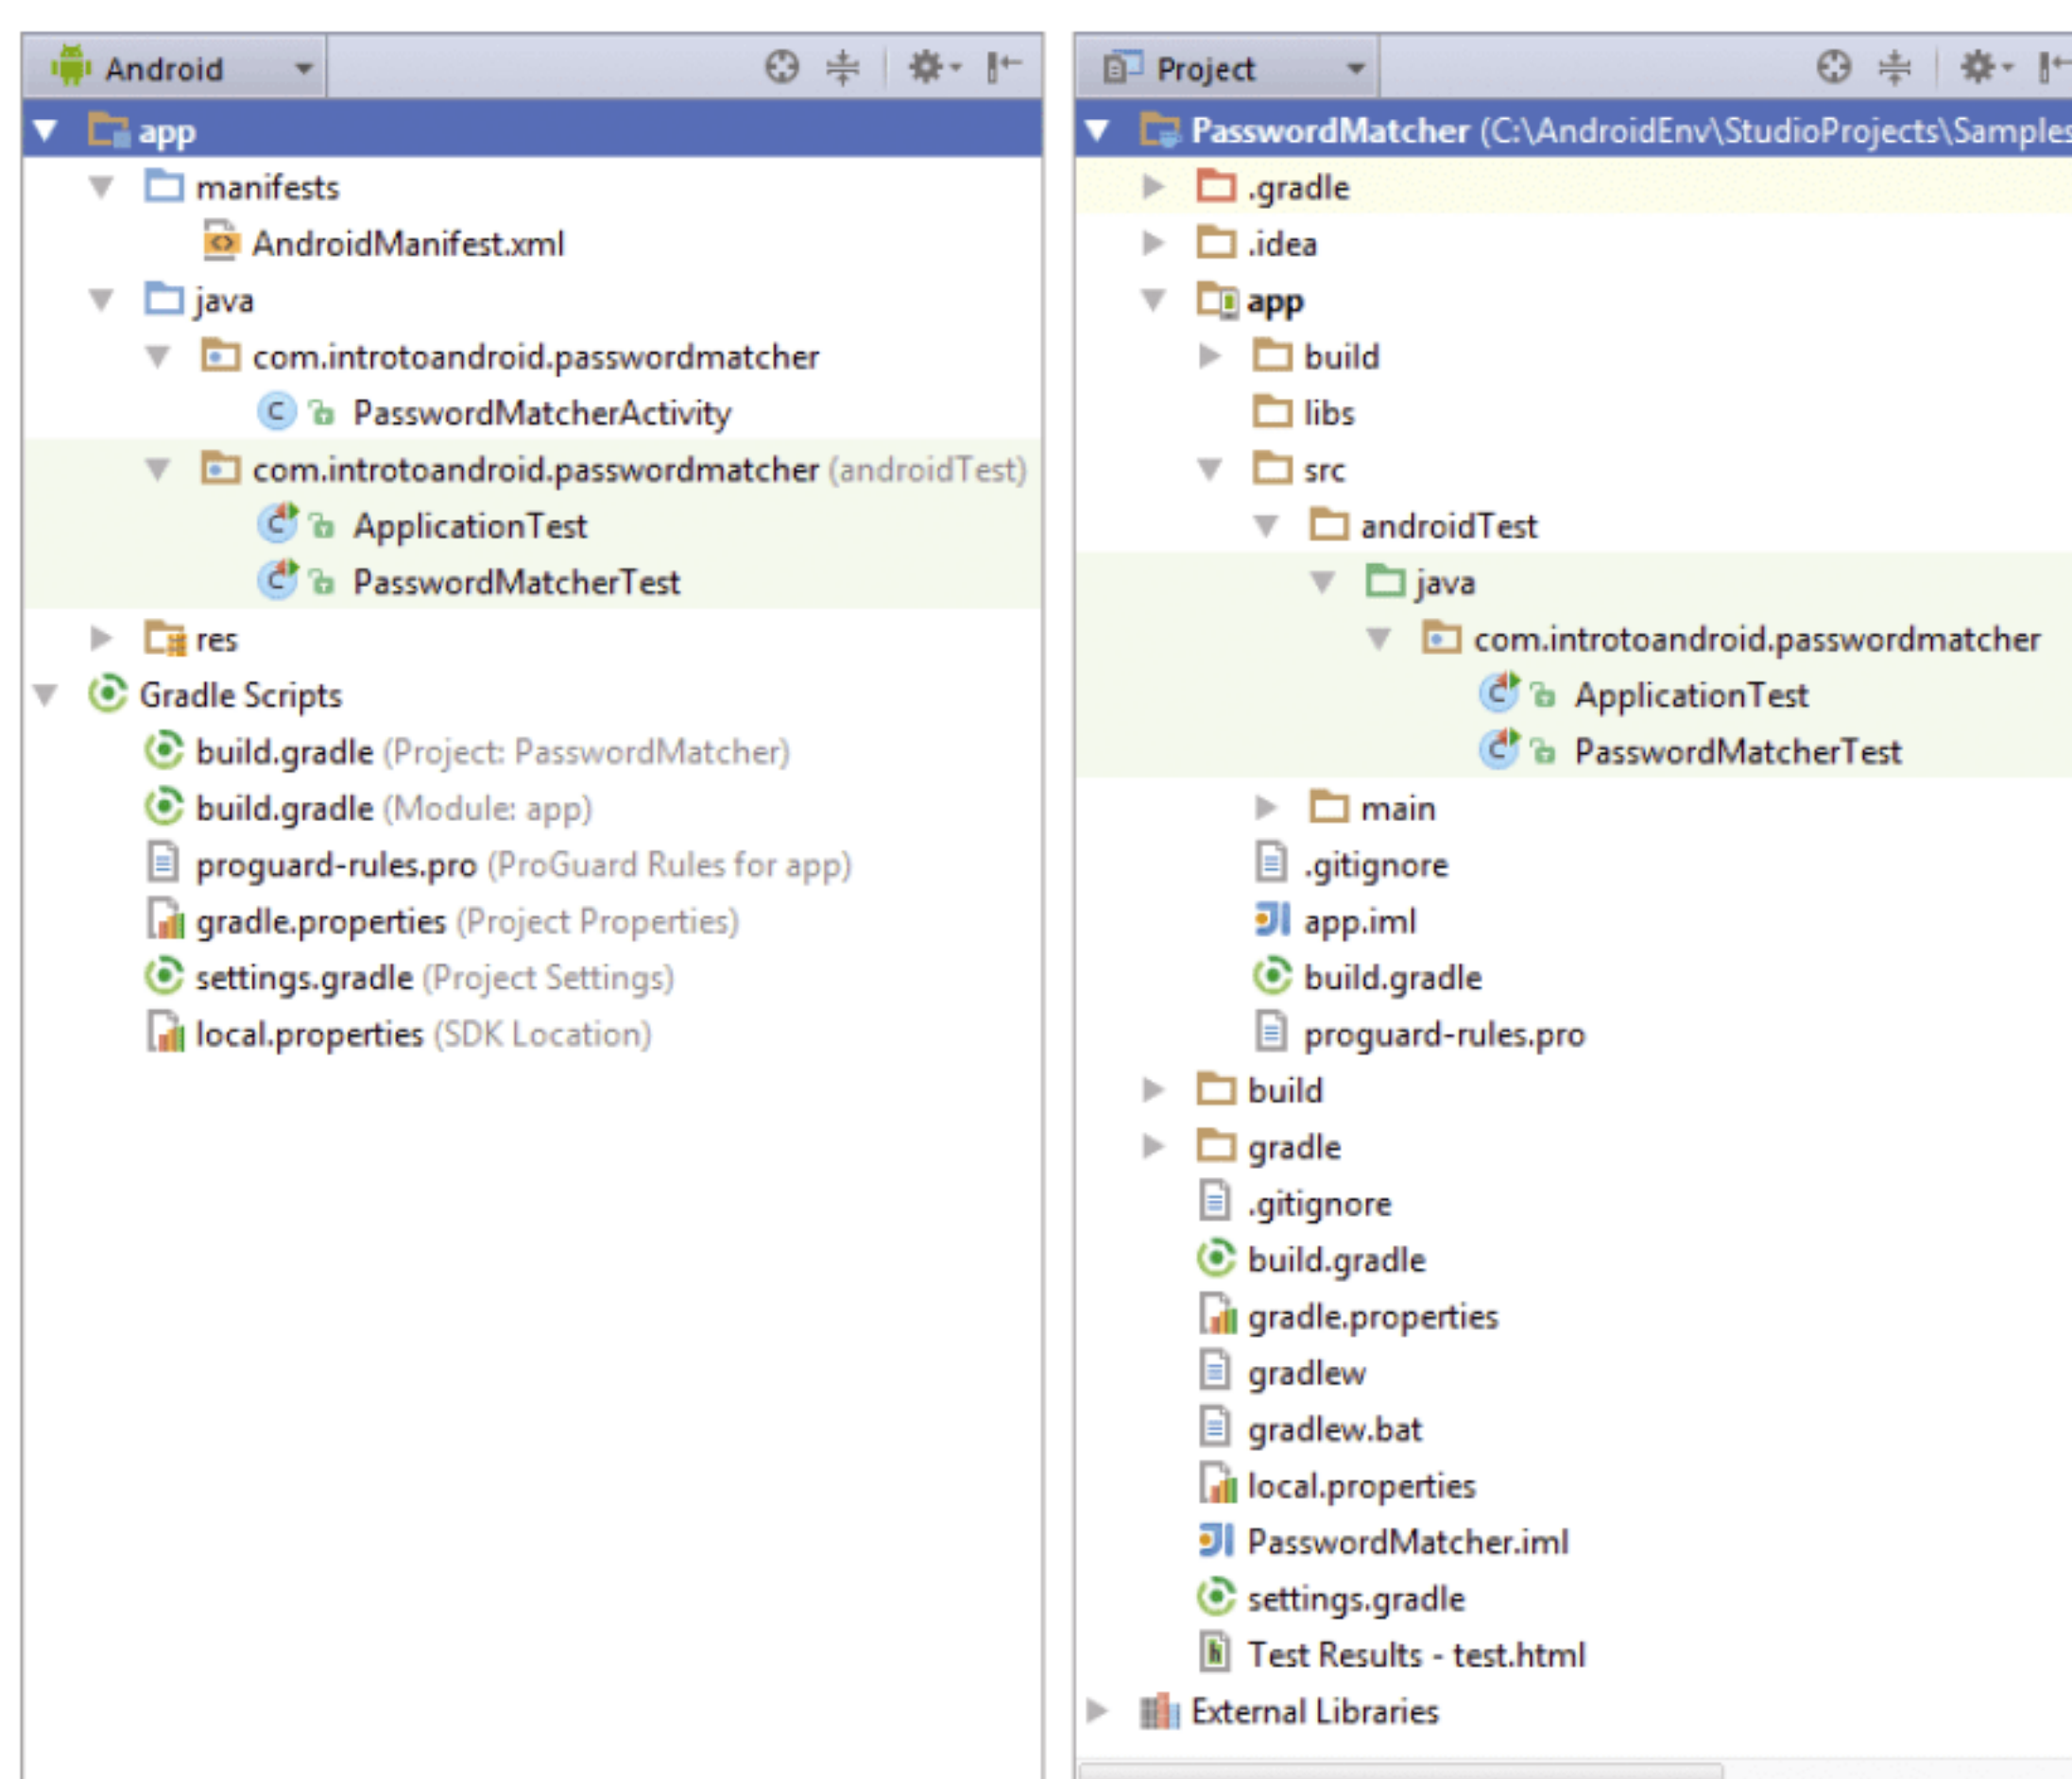 Android
app
manifests
AndroidManifest.xml
java
com.introtoandroid.passwordmatcher
PasswordMatcherActivity
com.introtoandroid.passwordmatcher (androidTest)
ApplicationTest
PasswordMatcherTest
res
Gradle Scripts
build.gradle (Project: PasswordMatcher)
build.gradle (Module: app)
proguard-rules.pro (ProGuard Rules for app)
gradle.properties (Project Properties)
settings.gradle (Project Settings)
local.properties (SDK Location)
Project
PasswordMatcher (C:\AndroidEnv\StudioProjects\Samples
.gradle
.idea
app
build
libs
src
androidTest
java
com.introtoandroid.passwordmatcher
ApplicationTest
PasswordMatcherTest
main
.gitignore
app.iml
build.gradle
proguard-rules.pro
build
gradle
.gitignore
build.gradle
gradle.properties
gradlew
gradlew.bat
local.properties
PasswordMatcher.iml
settings.gradle
Test Results - test.html
External Libraries